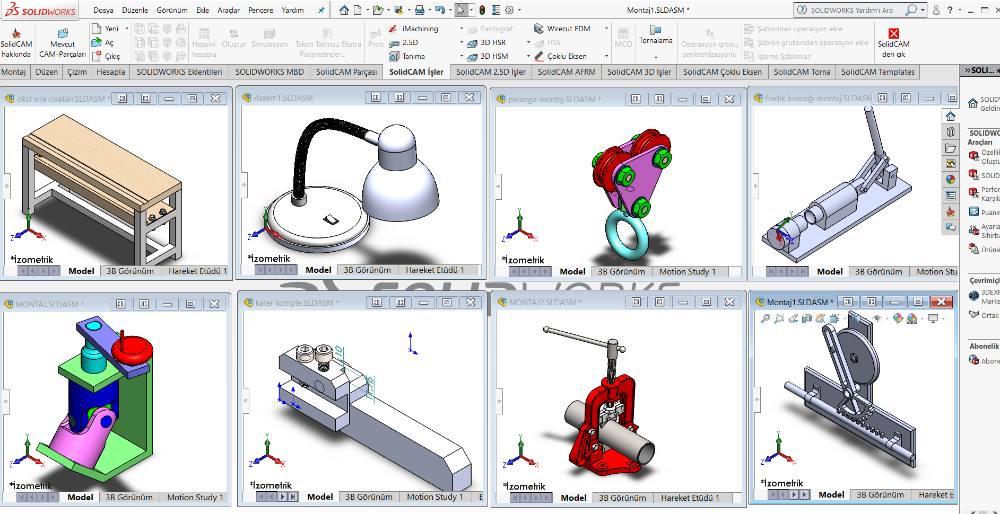 SOLIDWORKS
Dosya Düzenle Görünüm Ekle Araçlar Pencere Yardım
Montaj1.SLDASM *
SOLIDWORKS Yardım'ı Ara
SolidCAM hakkında
Mevcut CAM-Parçaları
Yeni
Aç
Çıkış
Hepsini hesapla
G01 G00
Oluştur
Simülasyon
Takım Tablosu Ekstra Parametreler...
Prob
iMachining
2.5D
Tanıma
Pantograf
3D HSR
3D HSM
Wirecut EDM
HSS
Çoklu Eksen
MCO
Tornalama
Operasyon grubu senkronizasyonu
Şablondan operasyon ekle
Şablon grubundan operasyon ekle
İşleme Şablonları
SolidCAM den çık
Montaj Düzen Çizim Hesapla SOLIDWORKS Eklentileri SOLIDWORKS MBD SolidCAM Parçası SolidCAM İşler SolidCAM 2.5D İşler SolidCAM AFRM SolidCAM 3D İşler SolidCAM Çoklu Eksen SolidCAM Torna SolidCAM Templates
»SOLI...
okul sıra civatalı.SLDASM *
Y
Z X
*İzometrik
Model 3B Görünüm Hareket Etüdü 1
Assem1.SLDASM
Y
Z X
*İzometrik
Model 3B Görünüm Hareket Etüdü 1
palanga montaj.SLDASM *
Y
Z X
*İzometrik
Model 3B Görünüm Motion Study 1
fındık kıracağı montaj.SLDASM
Y
Z
X
Model 3B Görünüm Motion Stu
SOLIDWORKS
MONTAJ.SLDASM *
Y
Z X
*İzometrik
Model 3B Görünüm Motion Study 1
kater komple.SLDASM *
10
11,75
Y
Z X
*İzometrik
Model 3B Görünüm Motion Study 1 E
MONTAJ2.SLDASM *
Y
Z X
*İzometrik
Model 3B Görünüm Hareket Etüdü 1
Montaj1.SLDASM *
Y
Z X
*İzometrik
Model 3B Görünüm Hareket E
SOLIDW
Geldin
SOLIDWO
Araçları
Özellik
Oluştu
SOLID
Perfor
Karşıla
Puanın
Ayarla
Sihirba
Ürünle
Çevrimiçi
3DEXP
Marke
Ortak
Abonelik
Abone